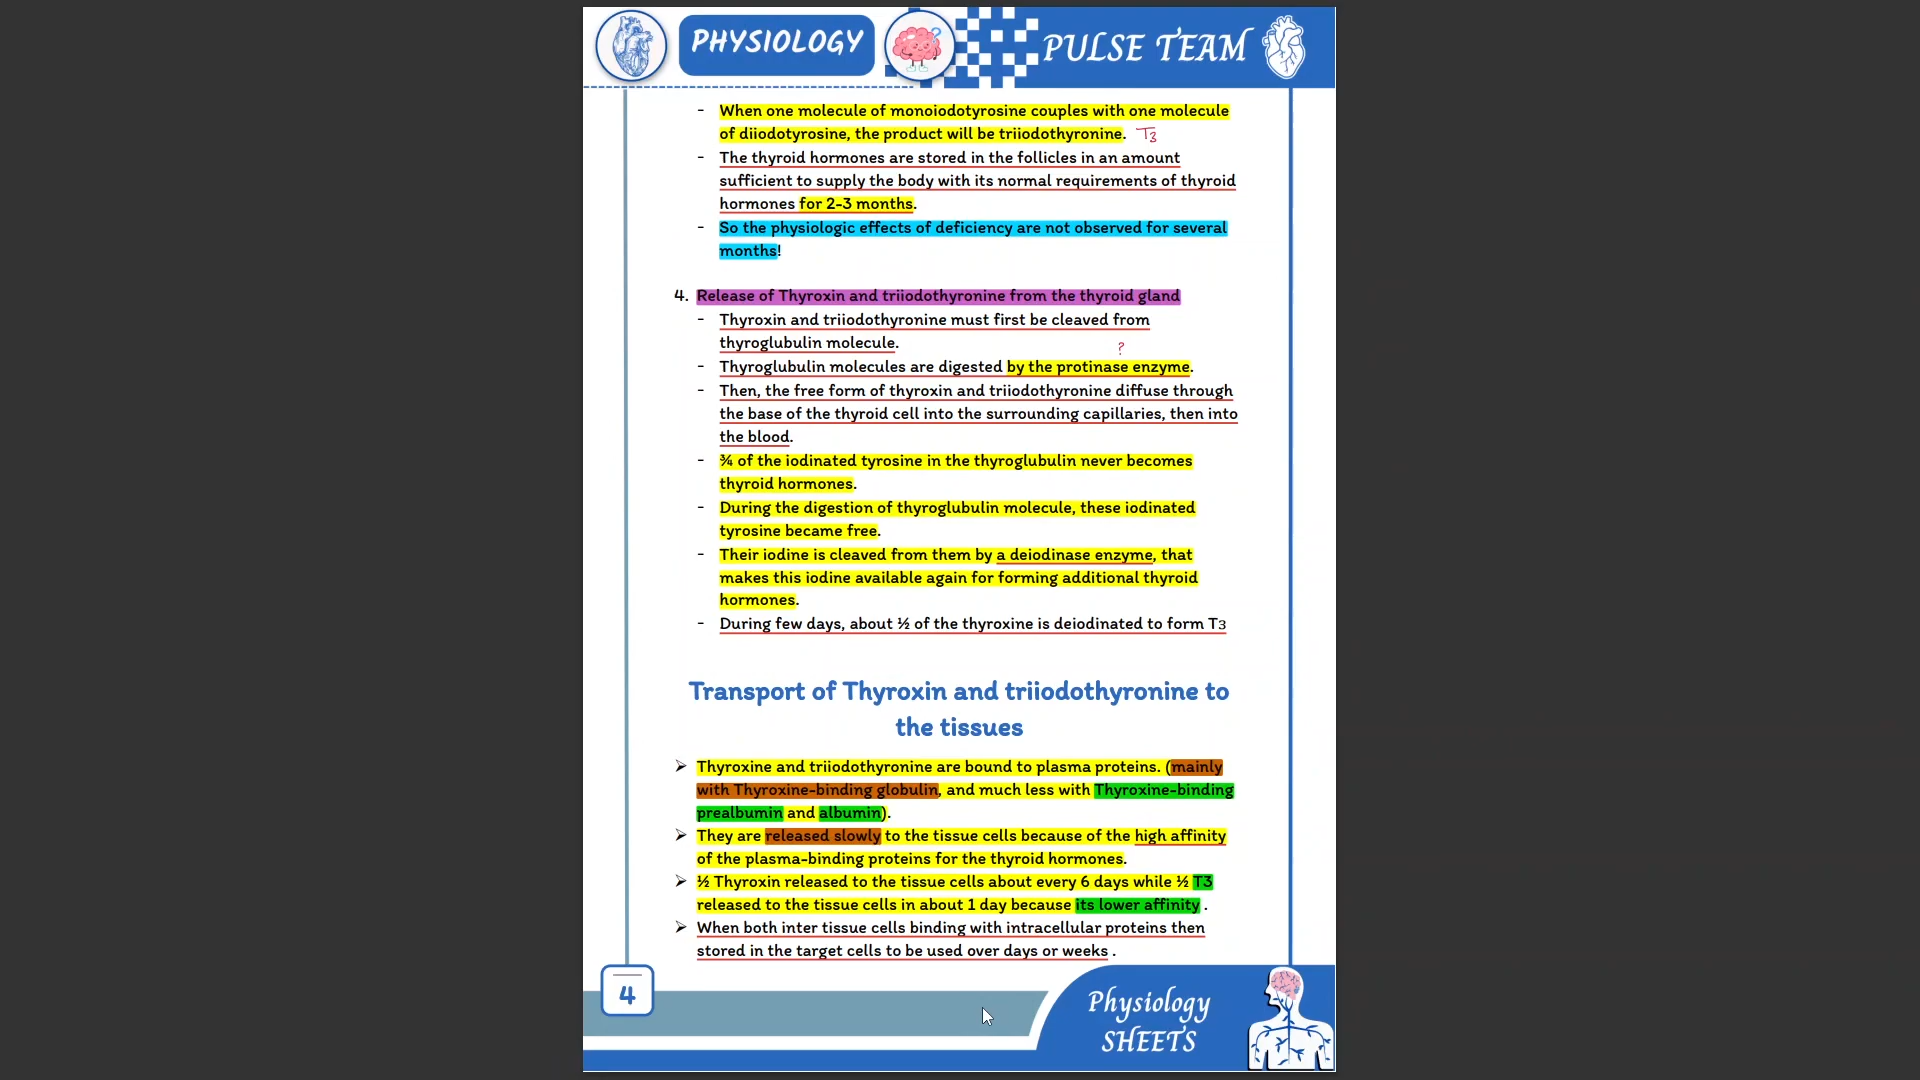 PHYSIOLOGY
PULSE TEAM
- When one molecule of monoiodotyrosine couples with one molecule
of diiodotyrosine, the product will be triiodothyronine. T3
- The thyroid hormones are stored in the follicles in an amount
sufficient to supply the body with its normal requirements of thyroid
hormones for 2-3 months.
- So the physiologic effects of deficiency are not observed for several
months!
4. Release of Thyroxin and triiodothyronine from the thyroid gland
- Thyroxin and triiodothyronine must first be cleaved from
thyroglubulin molecule.
?
- Thyroglubulin molecules are digested by the protinase enzyme.
- Then, the free form of thyroxin and triiodothyronine diffuse through
the base of the thyroid cell into the surrounding capillaries, then into
the blood.
- ¾ of the iodinated tyrosine in the thyroglubulin never becomes
thyroid hormones.
- During the digestion of thyroglubulin molecule, these iodinated
tyrosine became free.
- Their iodine is cleaved from them by a deiodinase enzyme, that
makes this iodine available again for forming additional thyroid
hormones.
- During few days, about ½ of the thyroxine is deiodinated to form T3
Transport of Thyroxin and triiodothyronine to
the tissues
➢ Thyroxine and triiodothyronine are bound to plasma proteins. (mainly
with Thyroxine-binding globulin, and much less with Thyroxine-binding
prealbumin and albumin).
➢ They are released slowly to the tissue cells because of the high affinity
of the plasma-binding proteins for the thyroid hormones.
➢ ½ Thyroxin released to the tissue cells about every 6 days while ½ T3
released to the tissue cells in about 1 day because its lower affinity .
➢ When both inter tissue cells binding with intracellular proteins then
stored in the target cells to be used over days or weeks .
4
Physiology
SHEETS